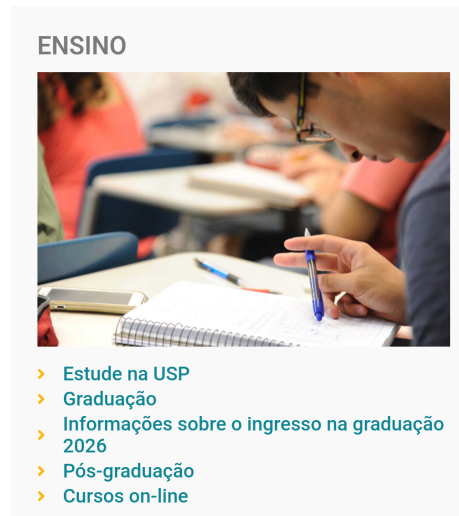 ENSINO
Estude na USP
Graduação
Informações sobre o ingresso na graduação
2026
Pós-graduação
Cursos on-line